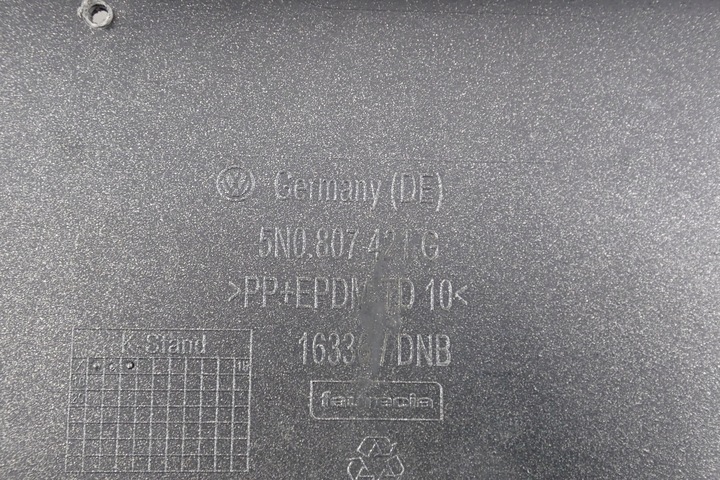 Germany (DE)
5N0.807.421.G
>PP+EPDM-TD 10<
DNB
K.Stand
faurecia